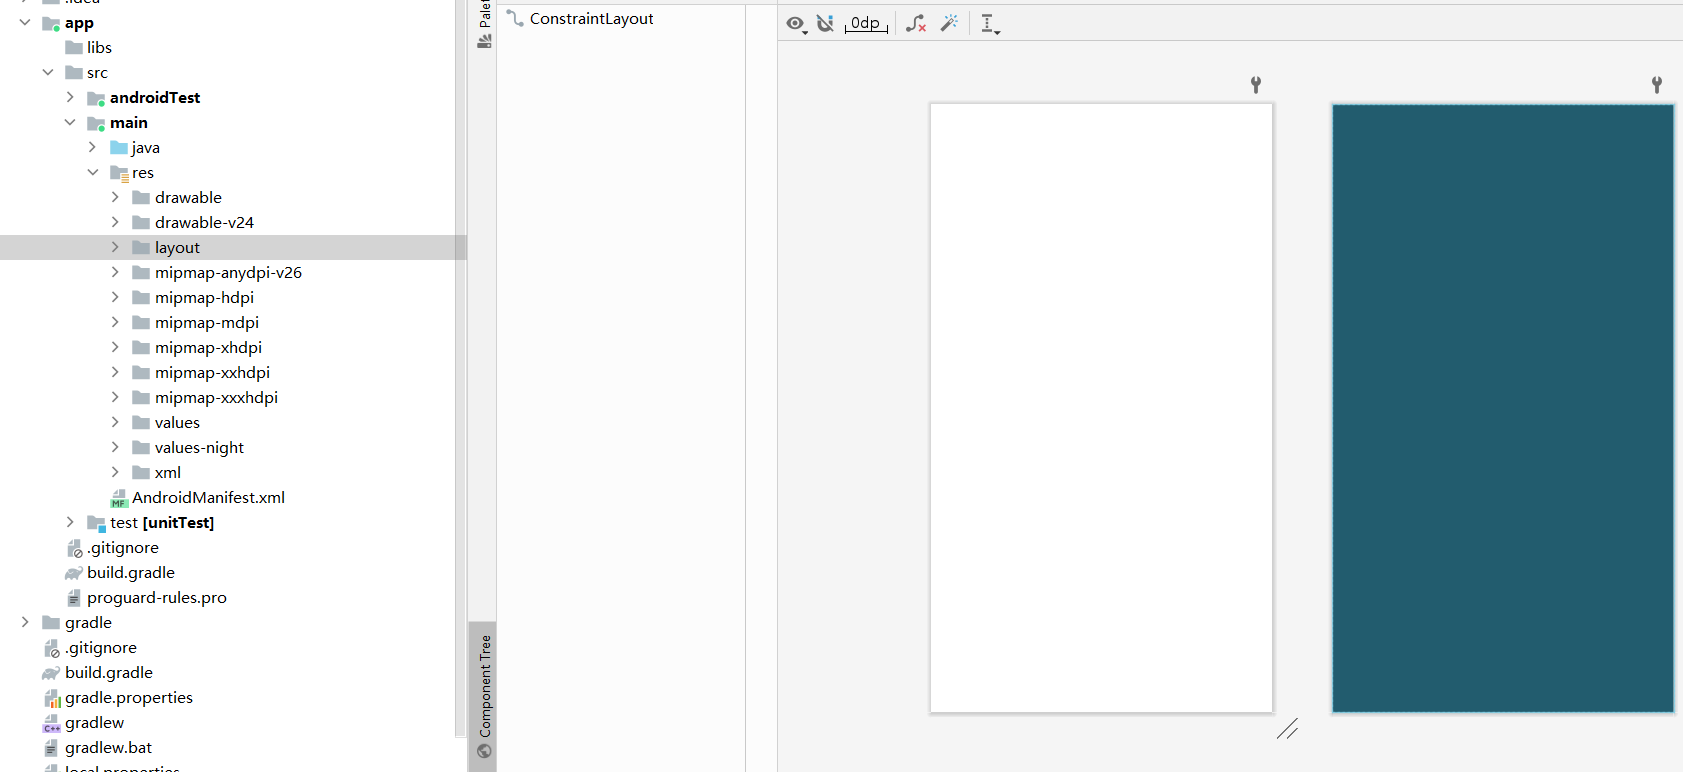 .idea
app
libs
src
androidTest
main
java
res
drawable
drawable-v24
layout
mipmap-anydpi-v26
mipmap-hdpi
mipmap-mdpi
mipmap-xhdpi
mipmap-xxhdpi
mipmap-xxxhdpi
values
values-night
xml
MF AndroidManifest.xml
test [unitTest]
.gitignore
build.gradle
proguard-rules.pro
gradle
.gitignore
build.gradle
gradle.properties
C++ gradlew
gradlew.bat
local.properties
Palet
Component Tree
ConstraintLayout
0dp